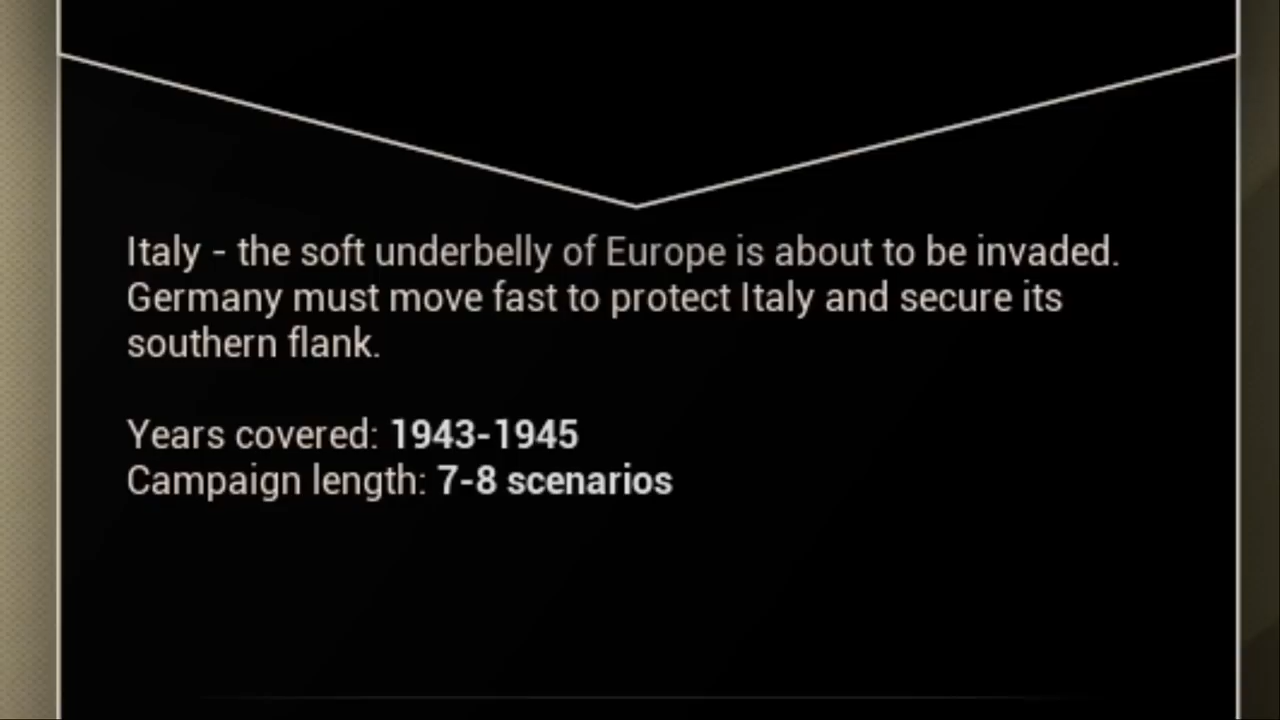 Italy - the soft underbelly of Europe is about to be invaded.
Germany must move fast to protect Italy and secure its
southern flank.
Years covered: 1943-1945
Campaign length: 7-8 scenarios